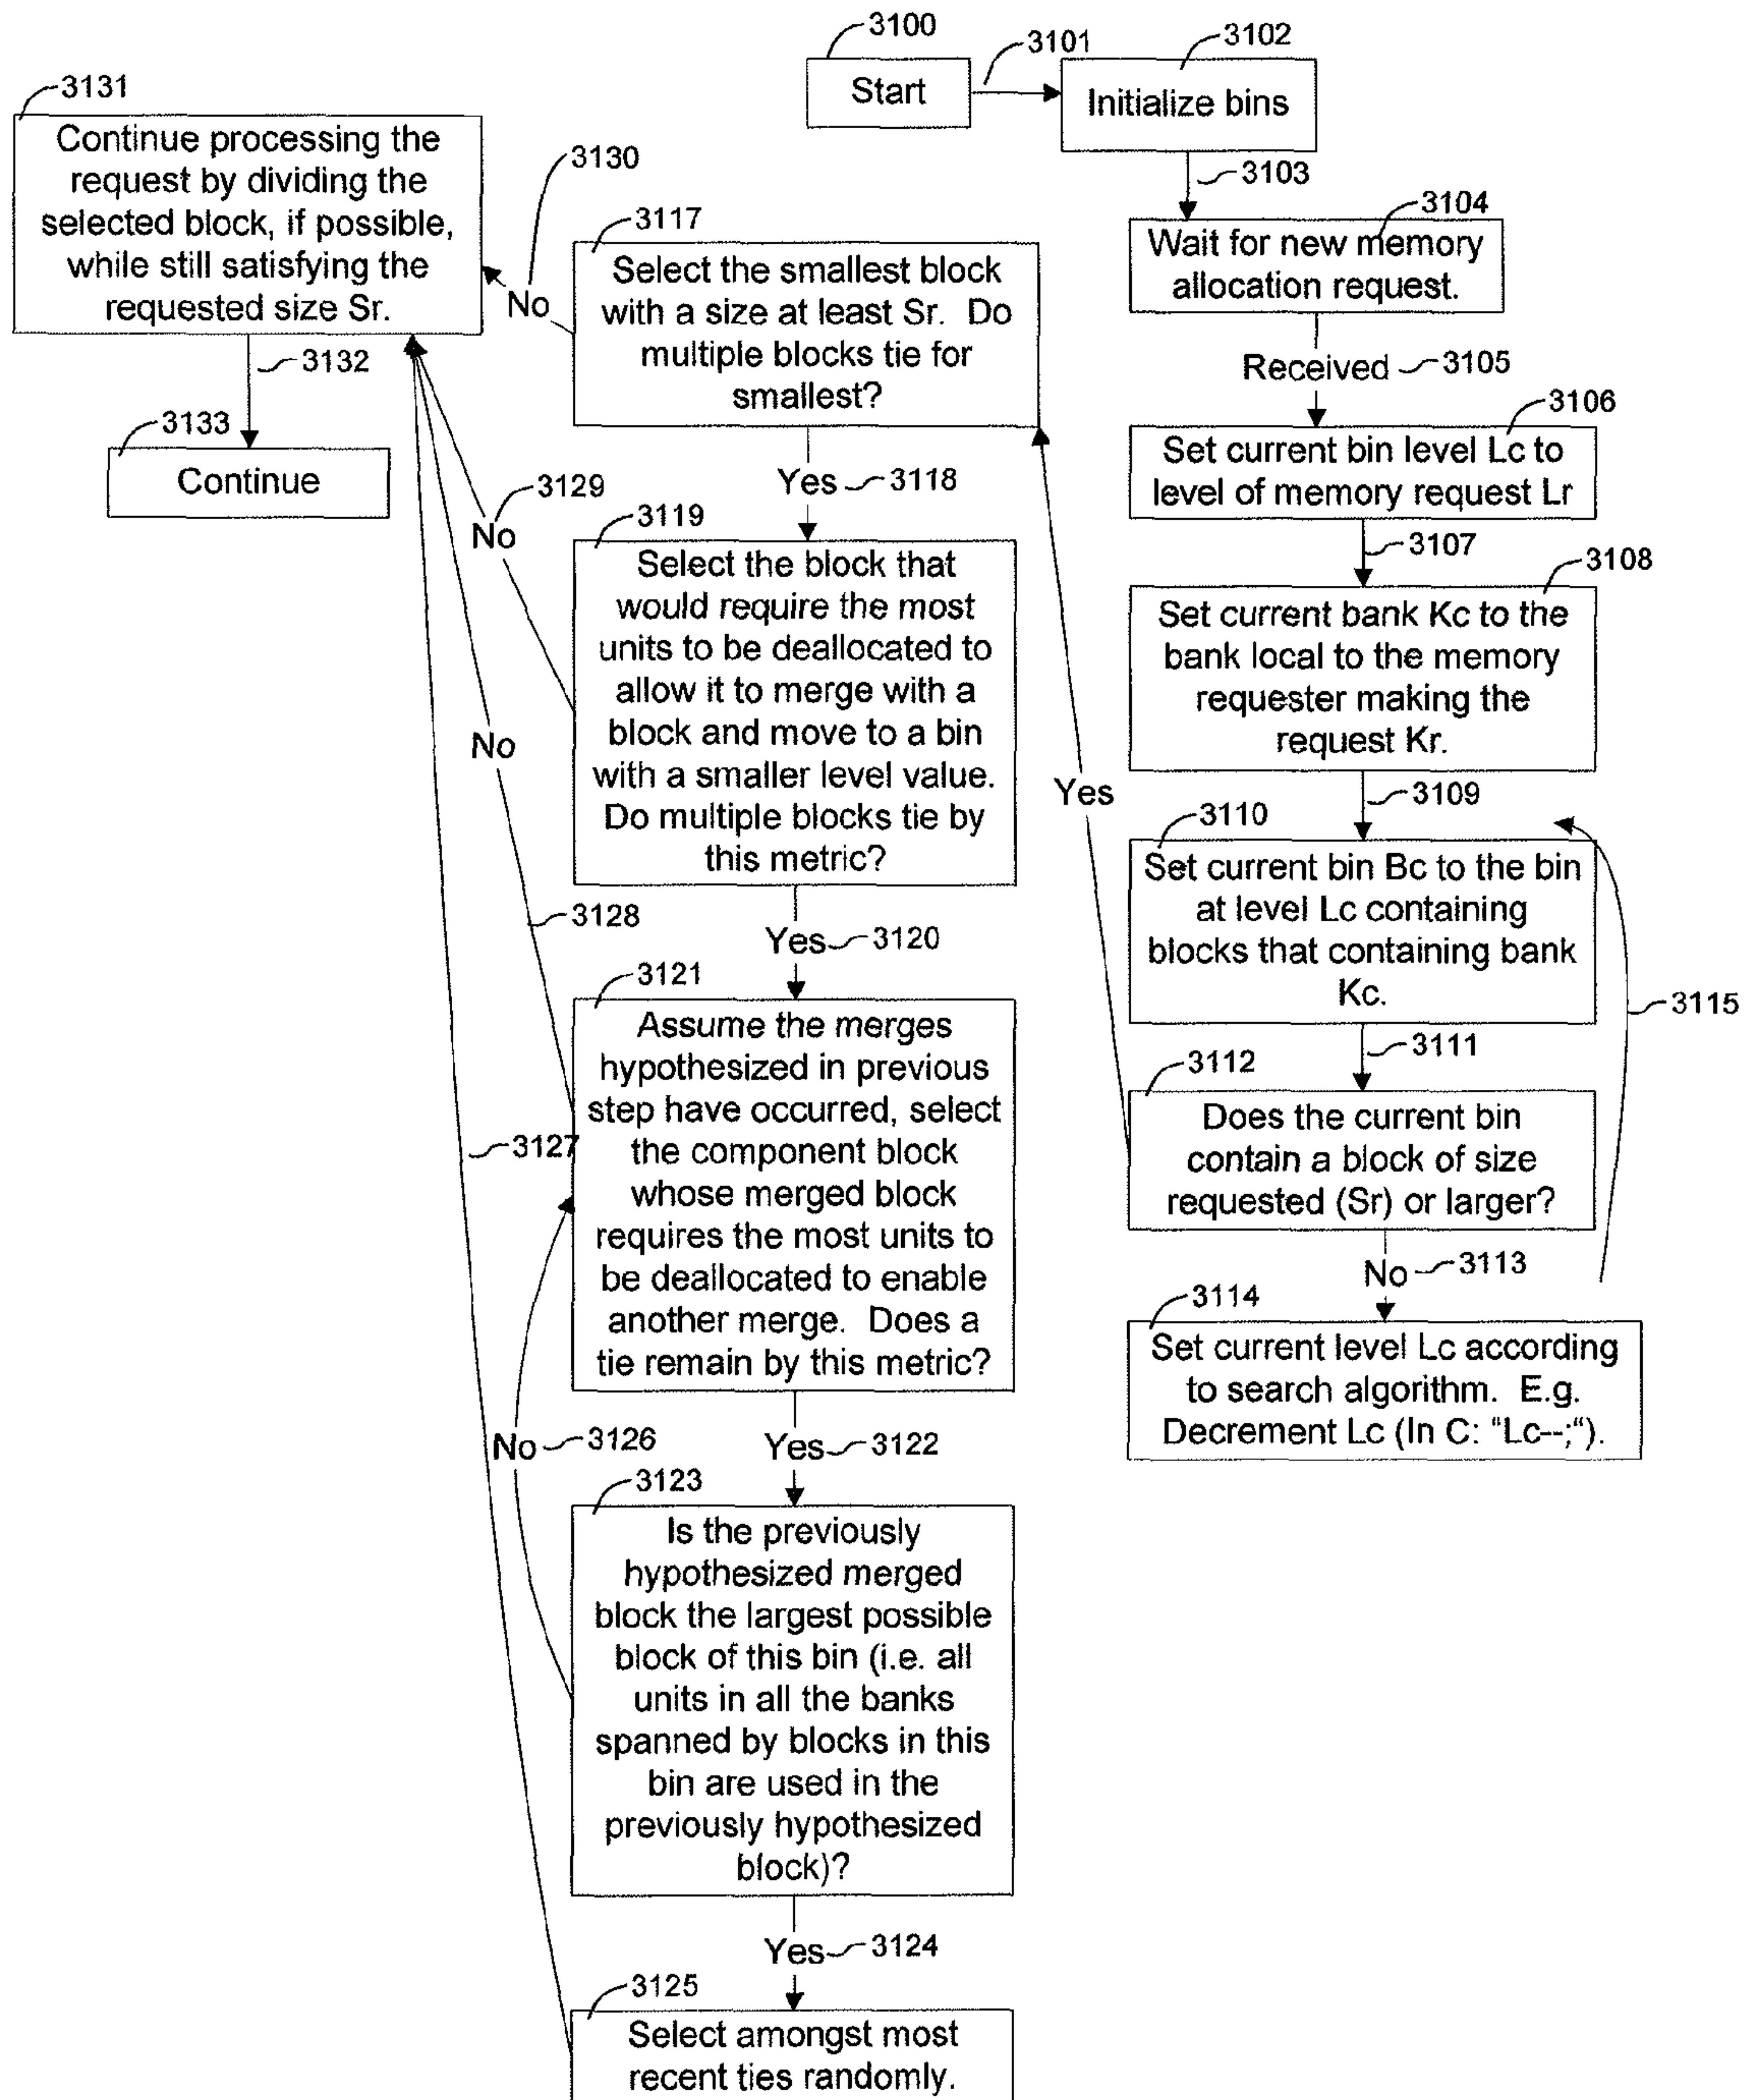 3100
Start
3101
3102
Initialize bins
3103
3104
Wait for new memory
allocation request.
Received
3105
3106
Set current bin level Lc to
level of memory request Lr
3107
3108
Set current bank Kc to the
bank local to the memory
requester making the
request Kr.
3109
3110
Set current bin Bc to the bin
at level Lc containing
blocks that containing bank
Kc.
3111
3112
Does the current bin
contain a block of size
requested (Sr) or larger?
No
3113
3114
Set current level Lc according
to search algorithm. E.g.
Decrement Lc (In C: “Lc--;“).
3115
Yes
3117
Select the smallest block
with a size at least Sr. Do
multiple blocks tie for
smallest?
Yes
3118
3119
Select the block that
would require the most
units to be deallocated to
allow it to merge with a
block and move to a bin
with a smaller level value.
Do multiple blocks tie by
this metric?
Yes
3120
3121
Assume the merges
hypothesized in previous
step have occurred, select
the component block
whose merged block
requires the most units to
be deallocated to enable
another merge. Does a
tie remain by this metric?
Yes
3122
3123
Is the previously
hypothesized merged
block the largest possible
block of this bin (i.e. all
units in all the banks
spanned by blocks in this
bin are used in the
previously hypothesized
block)?
Yes
3124
3125
Select amongst most
recent ties randomly.
No
3126
3127
No
3128
No
3129
No
3130
3131
Continue processing the
request by dividing the
selected block, if possible,
while still satisfying the
requested size Sr.
3132
3133
Continue